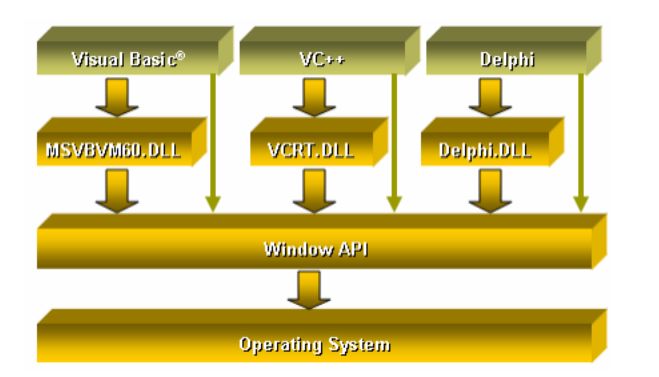 Visual Basic®
VC++
Delphi
MSVBVM60.DLL
VCRT.DLL
Delphi.DLL
Window API
Operating System